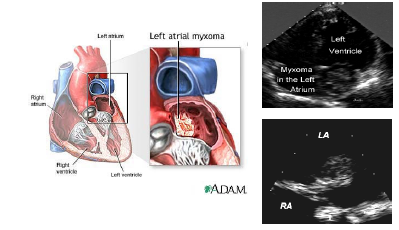 Left atrium
Left atrial myxoma
Right
atrium
Right
ventricle
Left ventricle
A.D.A.M.
Left
Ventricle
Myxoma
in the Left
Atrium
LA
RA